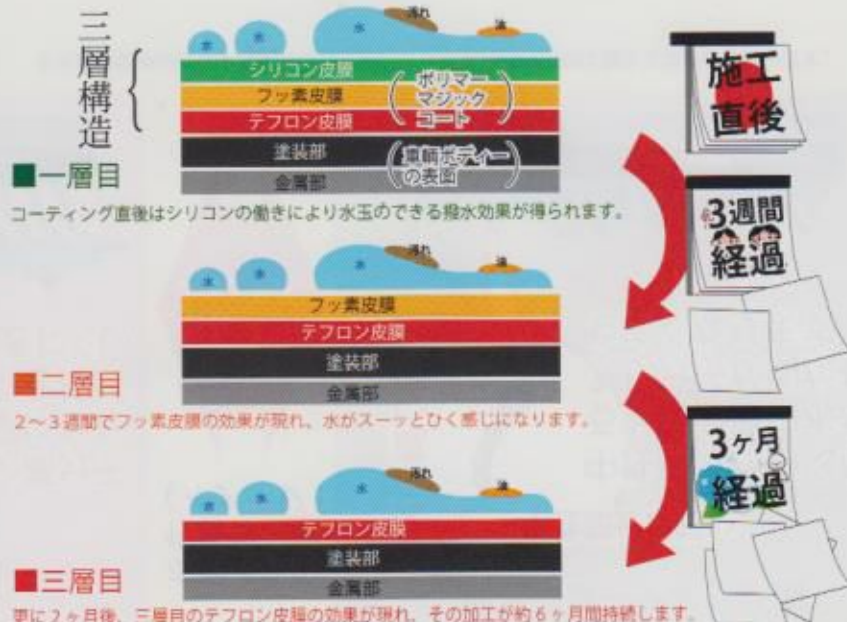 三層構造
水
水
水
汚れ
油
シリコン皮膜
フッ素皮膜
テフロン皮膜
(ポリマー
マジック
コート)
塗装部
金属部
(車輌ボディー
の表面)
■一層目
コーティング直後はシリコンの働きにより水玉のできる撥水効果が得られます。
施工
直後
水
水
水
汚れ
油
フッ素皮膜
テフロン皮膜
塗装部
金属部
■二層目
2〜3週間でフッ素皮膜の効果が現れ、水がスーッとひく感じになります。
3週間
経過
水
水
水
汚れ
油
テフロン皮膜
塗装部
金属部
■三層目
更に2ヶ月後、三層目のテフロン皮膜の効果が現れ、その加工が約6ヶ月間持続します。
3ヶ月
経過